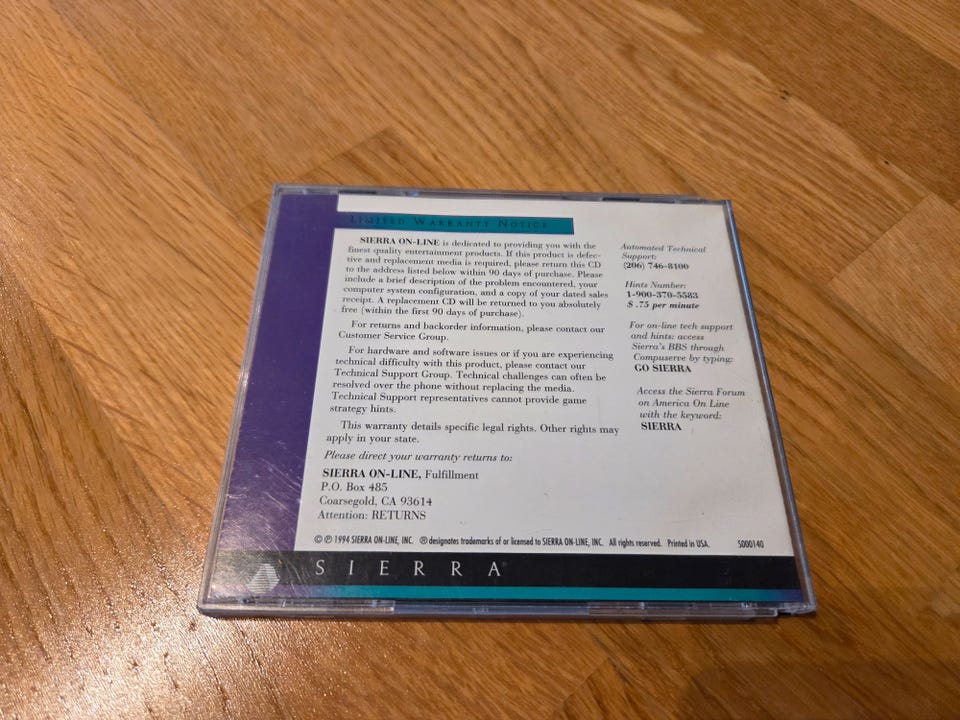 LIMITED WARRANTY NOTICE
SIERRA ON-LINE is dedicated to providing you with the
finest quality entertainment products. If this product is defec-
tive and replacement media is required, please return this CD
to the address listed below within 90 days of purchase. Please
include a brief description of the problem encountered, your
computer system configuration, and a copy of your dated sales
receipt. A replacement CD will be returned to you absolutely
free (within the first 90 days of purchase).
For returns and backorder information, please contact our
Customer Service Group.
For hardware and software issues or if you are experiencing
technical difficulty with this product, please contact our
Technical Support Group. Technical challenges can often be
resolved over the phone without replacing the media.
Technical Support representatives cannot provide game
strategy hints.
This warranty details specific legal rights. Other rights may
apply in your state.
Please direct your warranty returns to:
SIERRA ON-LINE, Fulfillment
P.O. Box 485
Coarsegold, CA 93614
Attention: RETURNS
Automated Technical
Support:
(206) 746-8100
Hints Number:
1-900-370-5583
$ .75 per minute
For on-line tech support
and hints: access
Sierra's BBS through
Compuserve by typing:
GO SIERRA
Access the Sierra Forum
on America On Line
with the keyword:
SIERRA
© ℗ 1994 SIERRA ON-LINE, INC. ® designates trademarks of or licensed to SIERRA ON-LINE, INC. All rights reserved. Printed in USA. S000140
SIERRA®